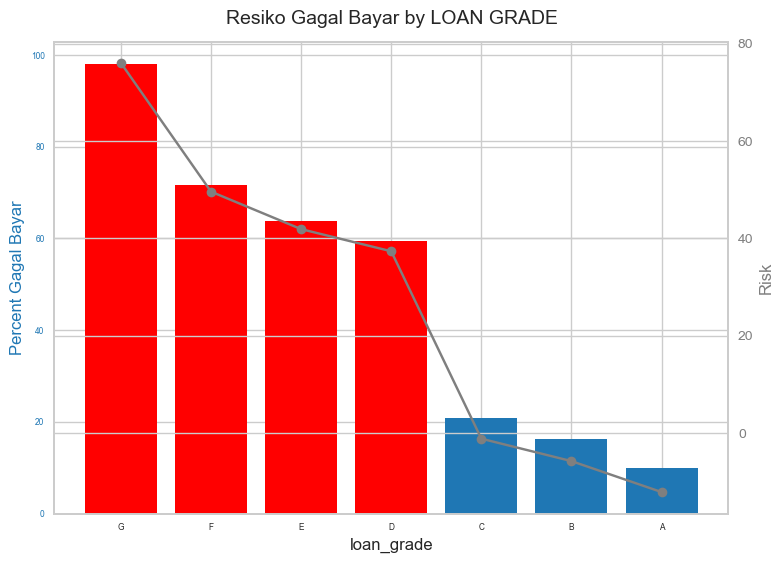 Resiko Gagal Bayar by LOAN GRADE
Percent Gagal Bayar
100
80
60
40
20
0
80
60
40
20
0
Risk
G F E D C B A
loan_grade